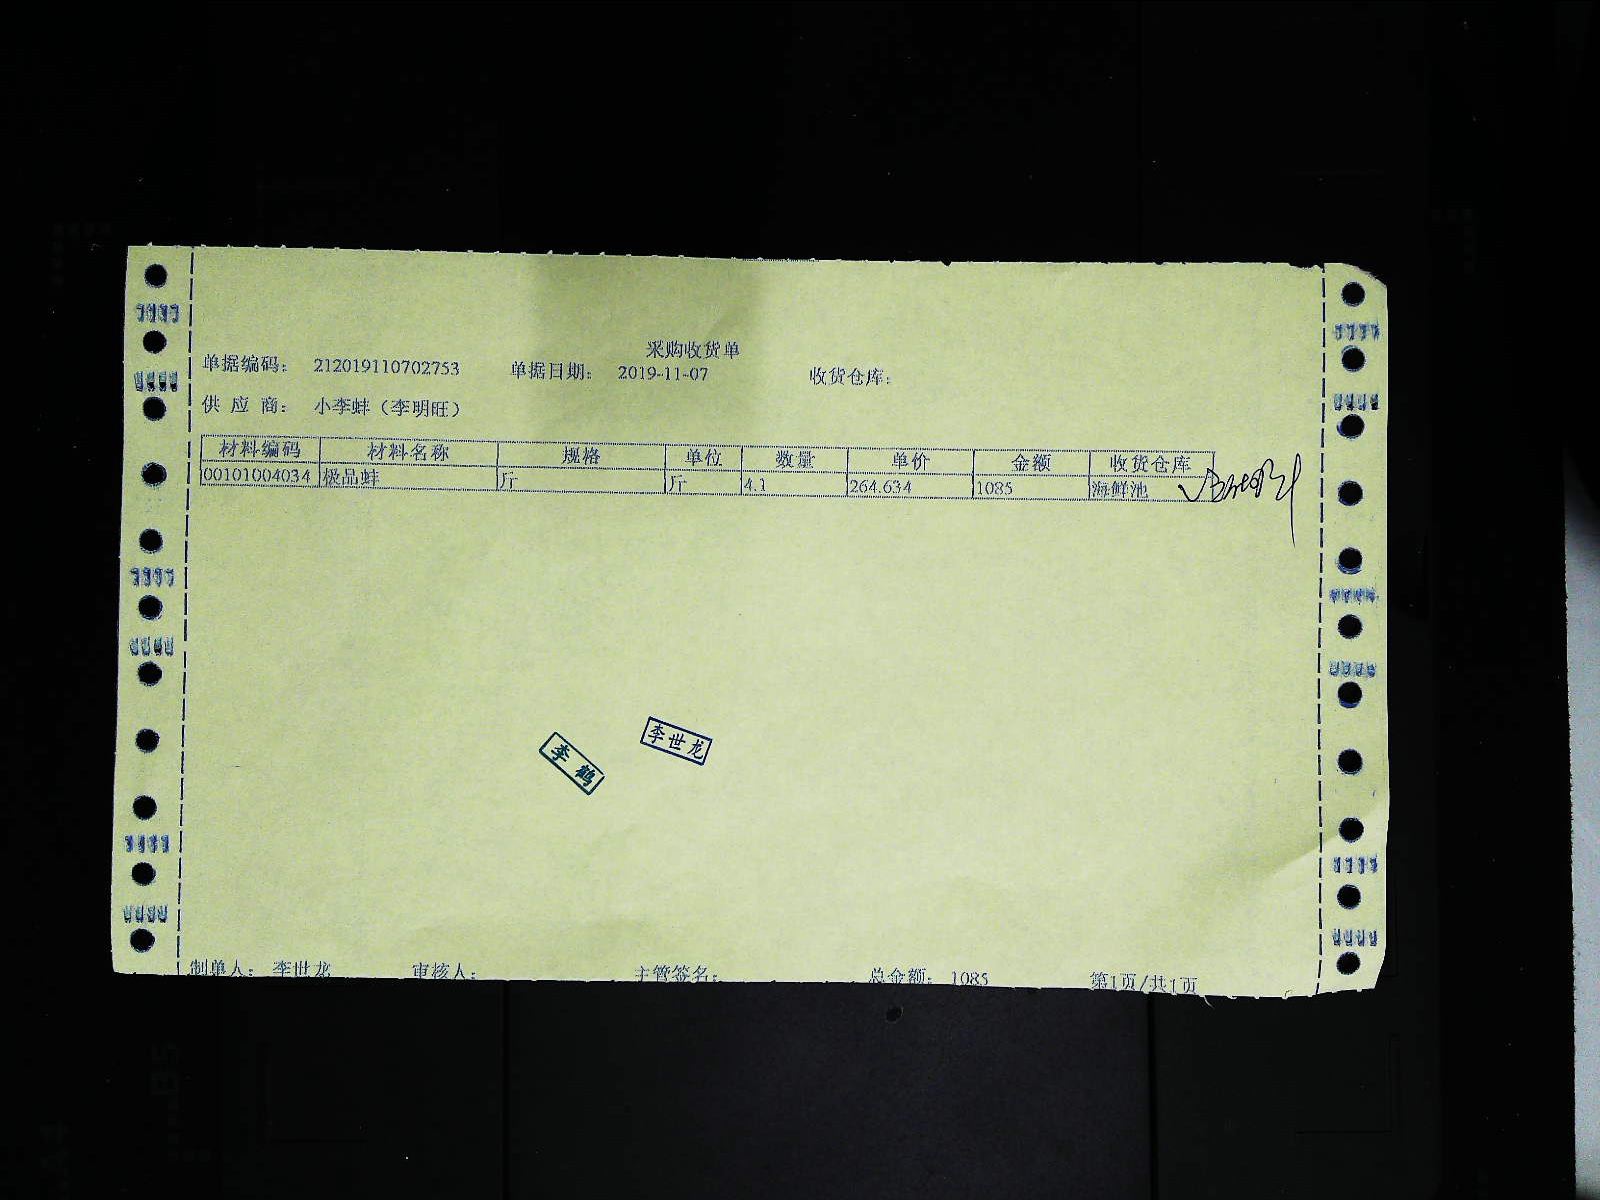 采购收货单
单据编码： 212019110702753 单据日期： 2019-11-07 收货仓库：
供 应 商： 小李蚌（李明旺）
材料编码 材料名称 规格 单位 数量 单价 金额 收货仓库
00101004034 极品蚌 斤 斤 4.1 264.634 1085 海鲜池
李世龙
李鹤
制单人： 李世龙 审核人： 主管签名： 总金额： 1085 第1页/共1页